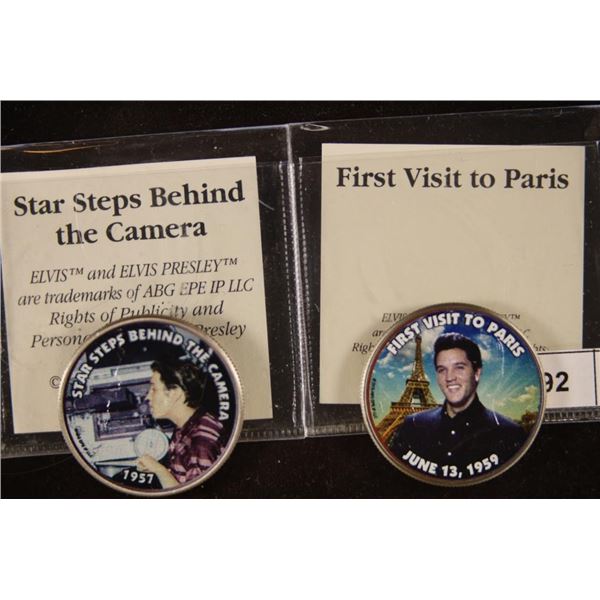 Star Steps Behind
the Camera
ELVIS™ and ELVIS PRESLEY™
are trademarks of ABG EPE IP LLC
Rights of Publicity and
Presley
©
STAR STEPS BEHIND THE CAMERA
1957
First Visit to Paris
FIRST VISIT TO PARIS
JUNE 13, 1959
92